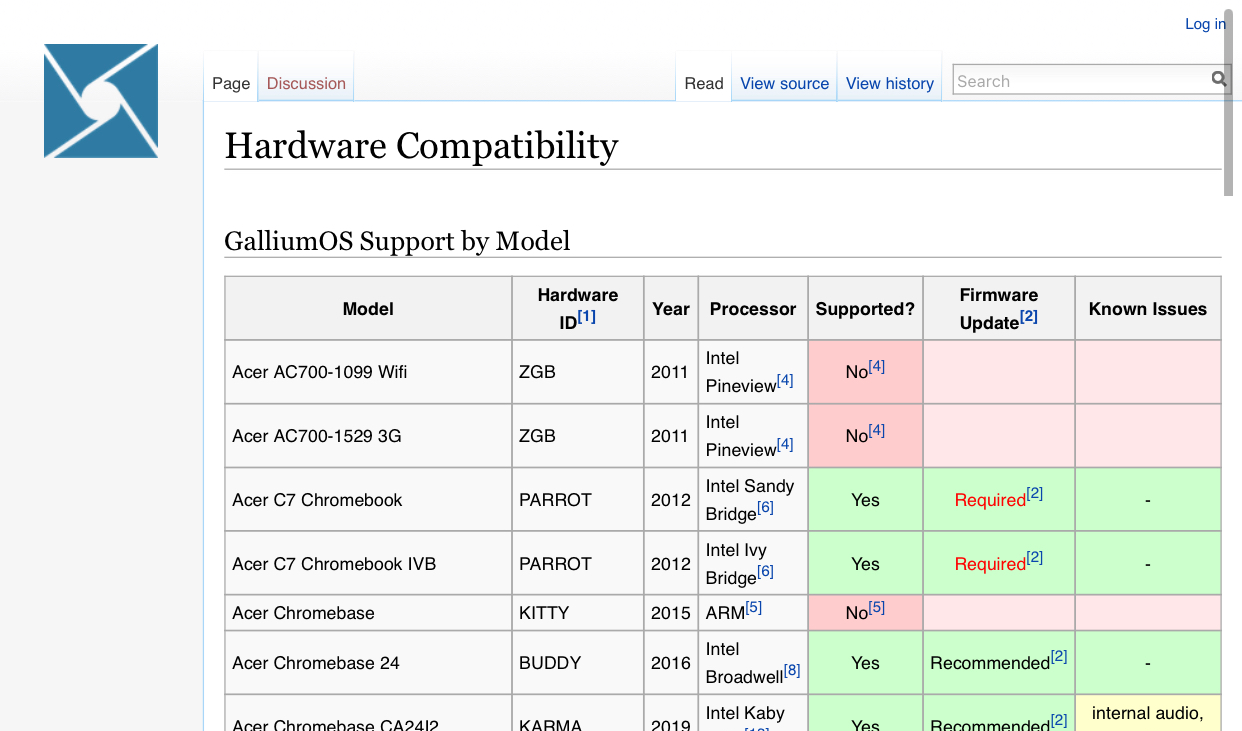 Log in
Page Discussion Read View source View history Search
Hardware Compatibility
GalliumOS Support by Model
Model Hardware ID[1] Year Processor Supported? Firmware Update[2] Known Issues
Acer AC700-1099 Wifi ZGB 2011 Intel Pineview[4] No[4]
Acer AC700-1529 3G ZGB 2011 Intel Pineview[4] No[4]
Acer C7 Chromebook PARROT 2012 Intel Sandy Bridge[6] Yes Required[2] -
Acer C7 Chromebook IVB PARROT 2012 Intel Ivy Bridge[6] Yes Required[2] -
Acer Chromebase KITTY 2015 ARM[5] No[5]
Acer Chromebase 24 BUDDY 2016 Intel Broadwell[8] Yes Recommended[2] -
Acer Chromebase CA24I2 KARMA 2019 Intel Kaby Yes Recommended[2] internal audio,